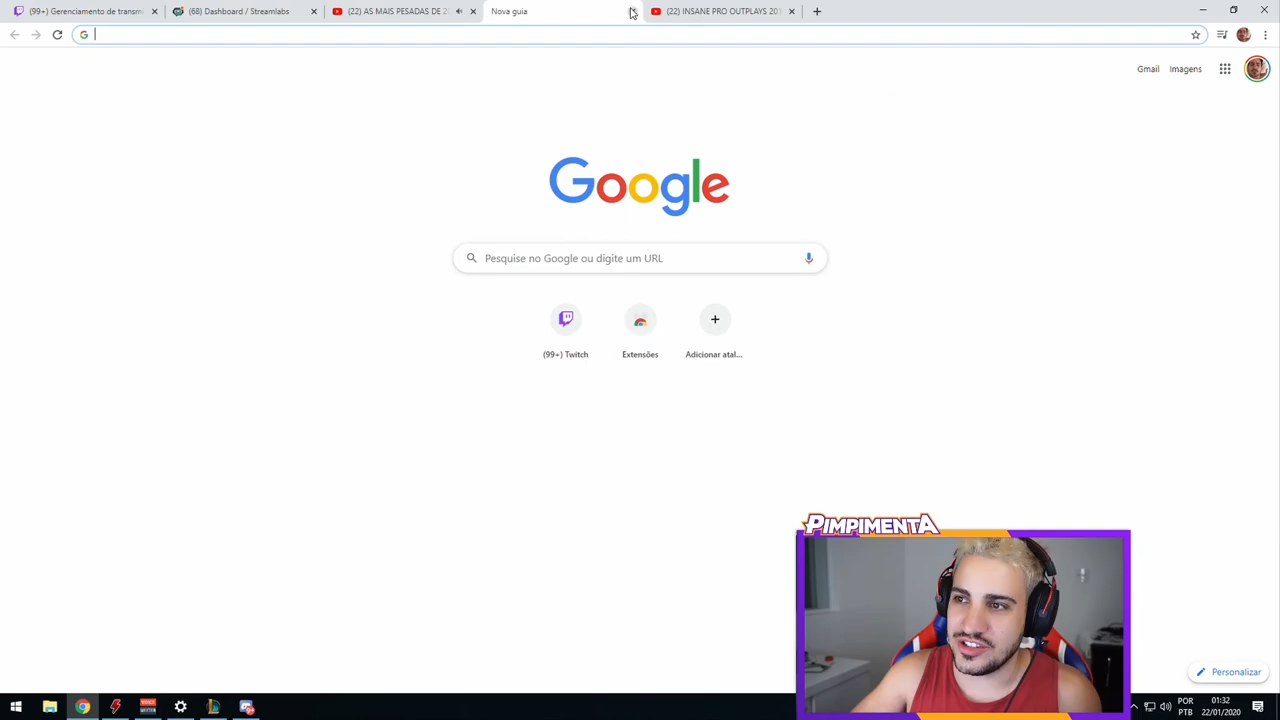 (99+) Gerenciamento de transmi
(68) Dashboard / Streamlabs
(22) AS MAIS PESADAS DE 2
Nova guia
(22) INSANE PRO OUTPLAYS 201
Gmail
Imagens
Google
Pesquise no Google ou digite um URL
(99+) Twitch
Extensões
Adicionar atal...
PIMPIMENTA
Personalizar
POR
PTB
01:32
22/01/2020